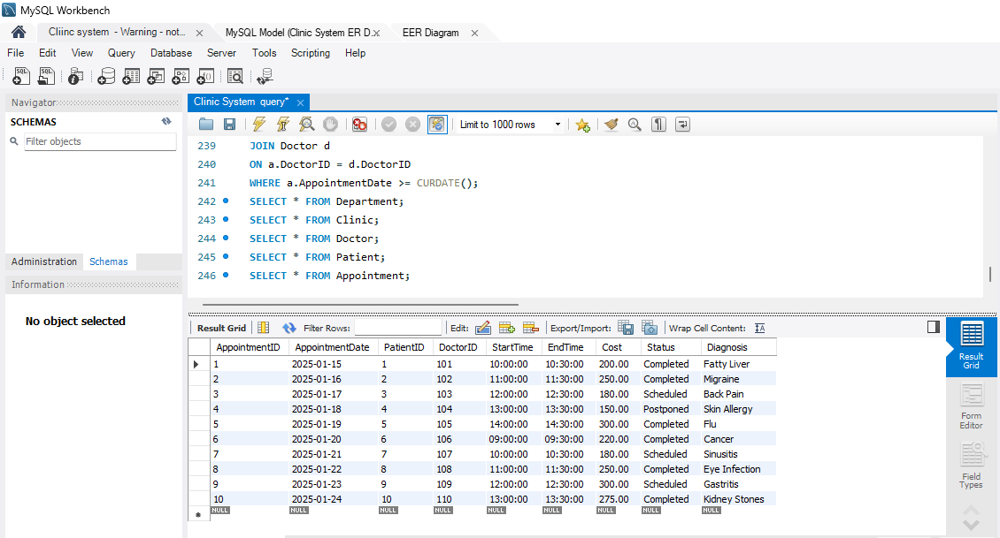 MySQL Workbench
Cliinc system - Warning - not...
MySQL Model (Clinic System ER D...
EER Diagram
File Edit View Query Database Server Tools Scripting Help
Navigator
SCHEMAS
Filter objects
Administration Schemas
Information
No object selected
Clinic System query*
Limit to 1000 rows
239 JOIN Doctor d
240 ON a.DoctorID = d.DoctorID
241 WHERE a.AppointmentDate >= CURDATE();
242 SELECT * FROM Department;
243 SELECT * FROM Clinic;
244 SELECT * FROM Doctor;
245 SELECT * FROM Patient;
246 SELECT * FROM Appointment;
Result Grid Filter Rows: Edit: Export/Import: Wrap Cell Content:
AppointmentID AppointmentDate PatientID DoctorID StartTime EndTime Cost Status Diagnosis
1 2025-01-15 1 101 10:00:00 10:30:00 200.00 Completed Fatty Liver
2 2025-01-16 2 102 11:00:00 11:30:00 250.00 Completed Migraine
3 2025-01-17 3 103 12:00:00 12:30:00 180.00 Scheduled Back Pain
4 2025-01-18 4 104 13:00:00 13:30:00 150.00 Postponed Skin Allergy
5 2025-01-19 5 105 14:00:00 14:30:00 300.00 Completed Flu
6 2025-01-20 6 106 09:00:00 09:30:00 220.00 Completed Cancer
7 2025-01-21 7 107 10:00:00 10:30:00 180.00 Scheduled Sinusitis
8 2025-01-22 8 108 11:00:00 11:30:00 250.00 Completed Eye Infection
9 2025-01-23 9 109 12:00:00 12:30:00 300.00 Scheduled Gastritis
10 2025-01-24 10 110 13:00:00 13:30:00 275.00 Completed Kidney Stones
NULL NULL NULL NULL NULL NULL NULL NULL NULL
Result
Grid
Form
Editor
Field
Types